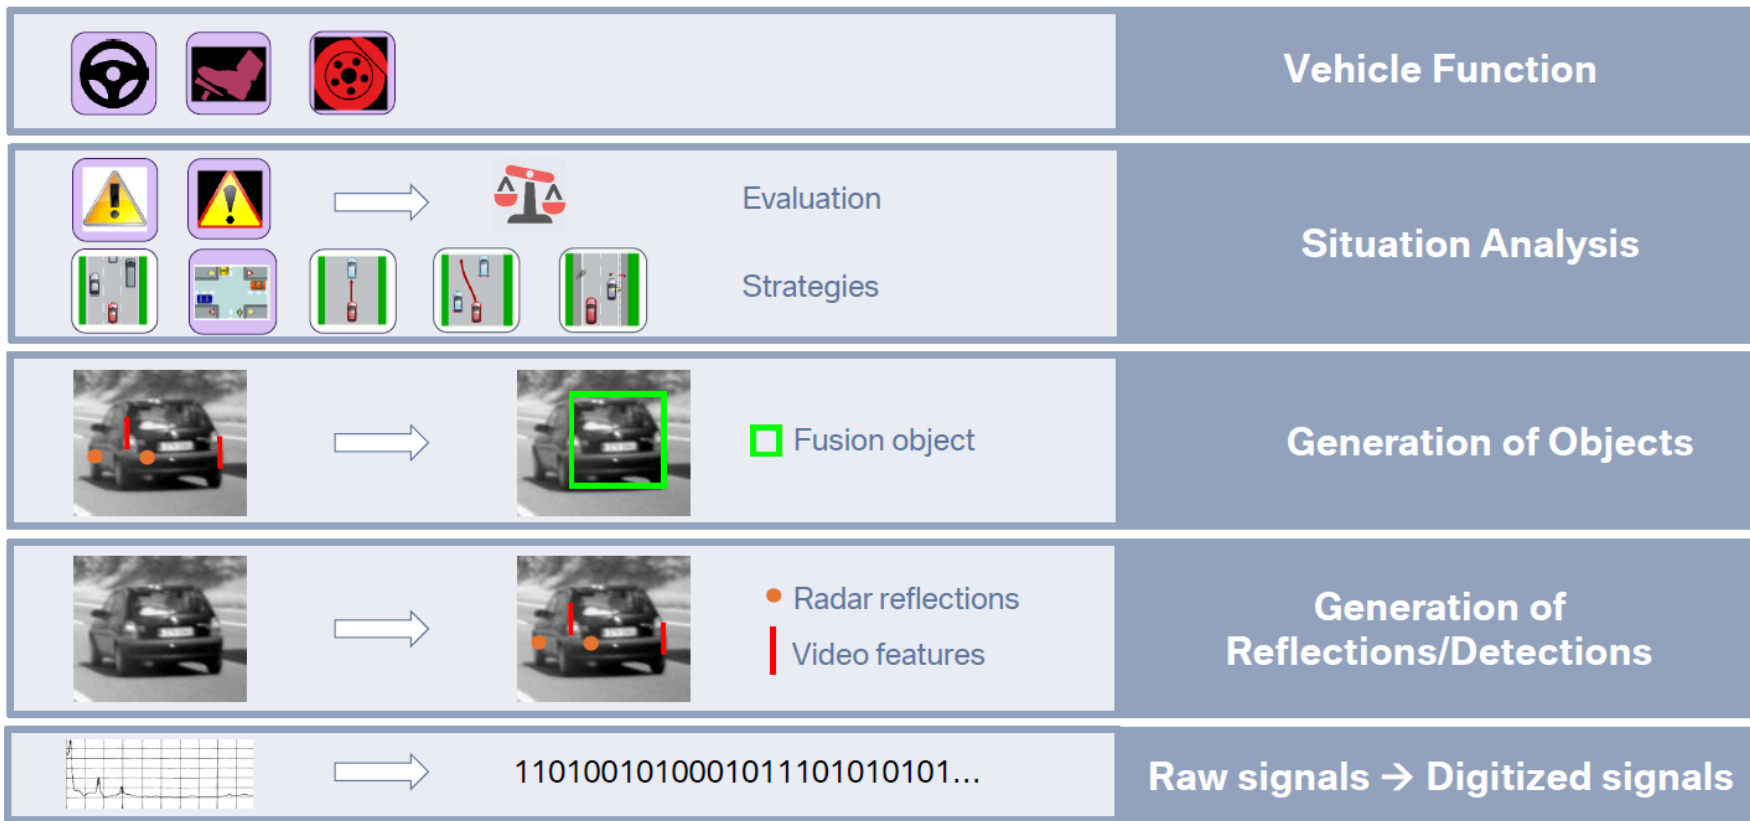 Vehicle Function
Evaluation
Strategies
Situation Analysis
Fusion object
Generation of Objects
Radar reflections
Video features
Generation of
Reflections/Detections
1101001010001011101010101...
Raw signals → Digitized signals